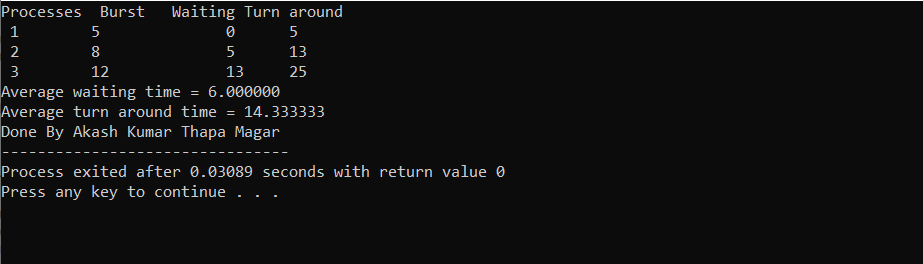 Processes  Burst   Waiting Turn around
 1        5              0      5
 2        8              5      13
 3        12             13     25
Average waiting time = 6.000000
Average turn around time = 14.333333
Done By Akash Kumar Thapa Magar
--------------------------------
Process exited after 0.03089 seconds with return value 0
Press any key to continue . . .